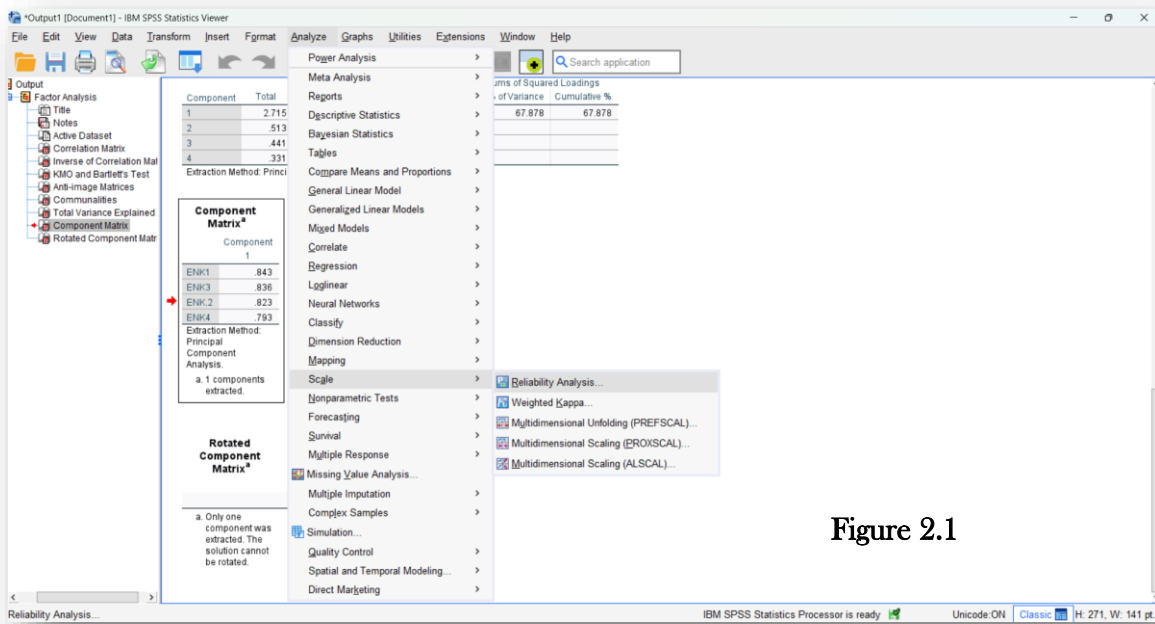 *Output1 [Document1] - IBM SPSS Statistics Viewer
File Edit View Data Transform Insert Format Analyze Graphs Utilities Extensions Window Help
Search application
Output
Factor Analysis
Title
Notes
Active Dataset
Correlation Matrix
Inverse of Correlation Mat
KMO and Bartlett's Test
Anti-image Matrices
Communalities
Total Variance Explained
Component Matrix
Rotated Component Matr
ums of Squared Loadings
Component Total of Variance Cumulative %
1 2.715 67.878 67.878
2 .513
3 .441
4 .331
Extraction Method: Princi
Component
Matrixa
Component
1
ENK1 .843
ENK3 .836
ENK.2 .823
ENK4 .793
Extraction Method:
Principal
Component
Analysis.
a. 1 components
extracted.
Rotated
Component
Matrixa
a. Only one
component was
extracted. The
solution cannot
be rotated.
Power Analysis
Meta Analysis
Reports
Descriptive Statistics
Bayesian Statistics
Tables
Compare Means and Proportions
General Linear Model
Generalized Linear Models
Mixed Models
Correlate
Regression
Loglinear
Neural Networks
Classify
Dimension Reduction
Mapping
Scale
Nonparametric Tests
Forecasting
Survival
Multiple Response
Missing Value Analysis...
Multiple Imputation
Complex Samples
Simulation...
Quality Control
Spatial and Temporal Modeling...
Direct Marketing
Reliability Analysis...
Weighted Kappa...
Multidimensional Unfolding (PREFSCAL)...
Multidimensional Scaling (PROXSCAL)...
Multidimensional Scaling (ALSCAL)...
Figure 2.1
Reliability Analysis... IBM SPSS Statistics Processor is ready Unicode:ON Classic H: 271, W: 141 pt.